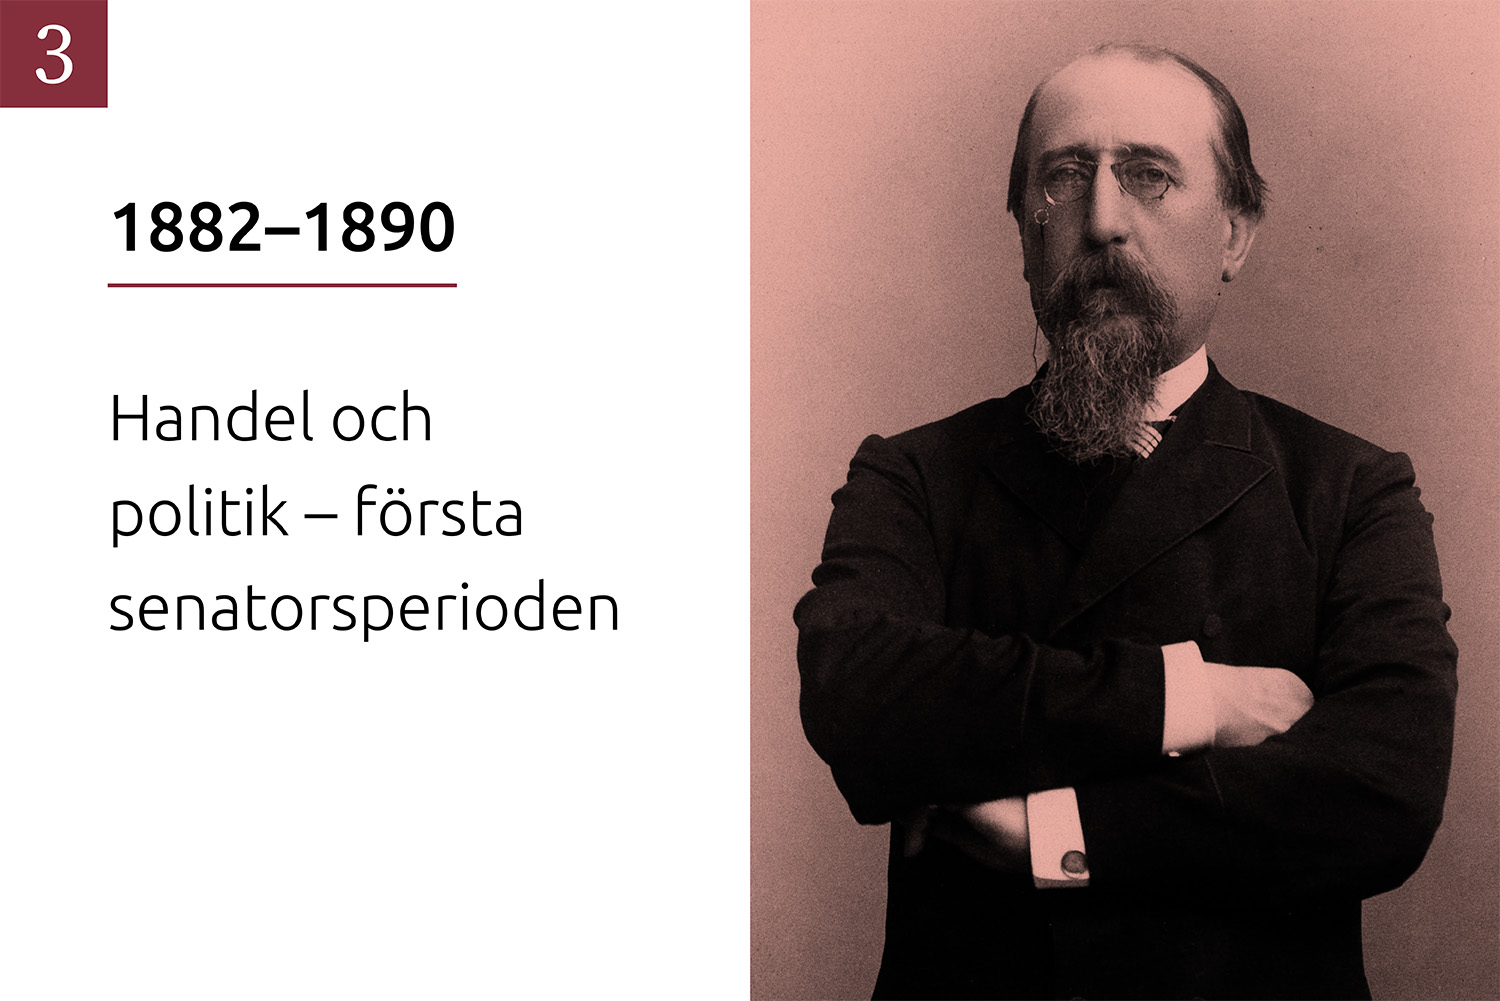 3
1882–1890
Handel och
politik – första
senatorsperioden